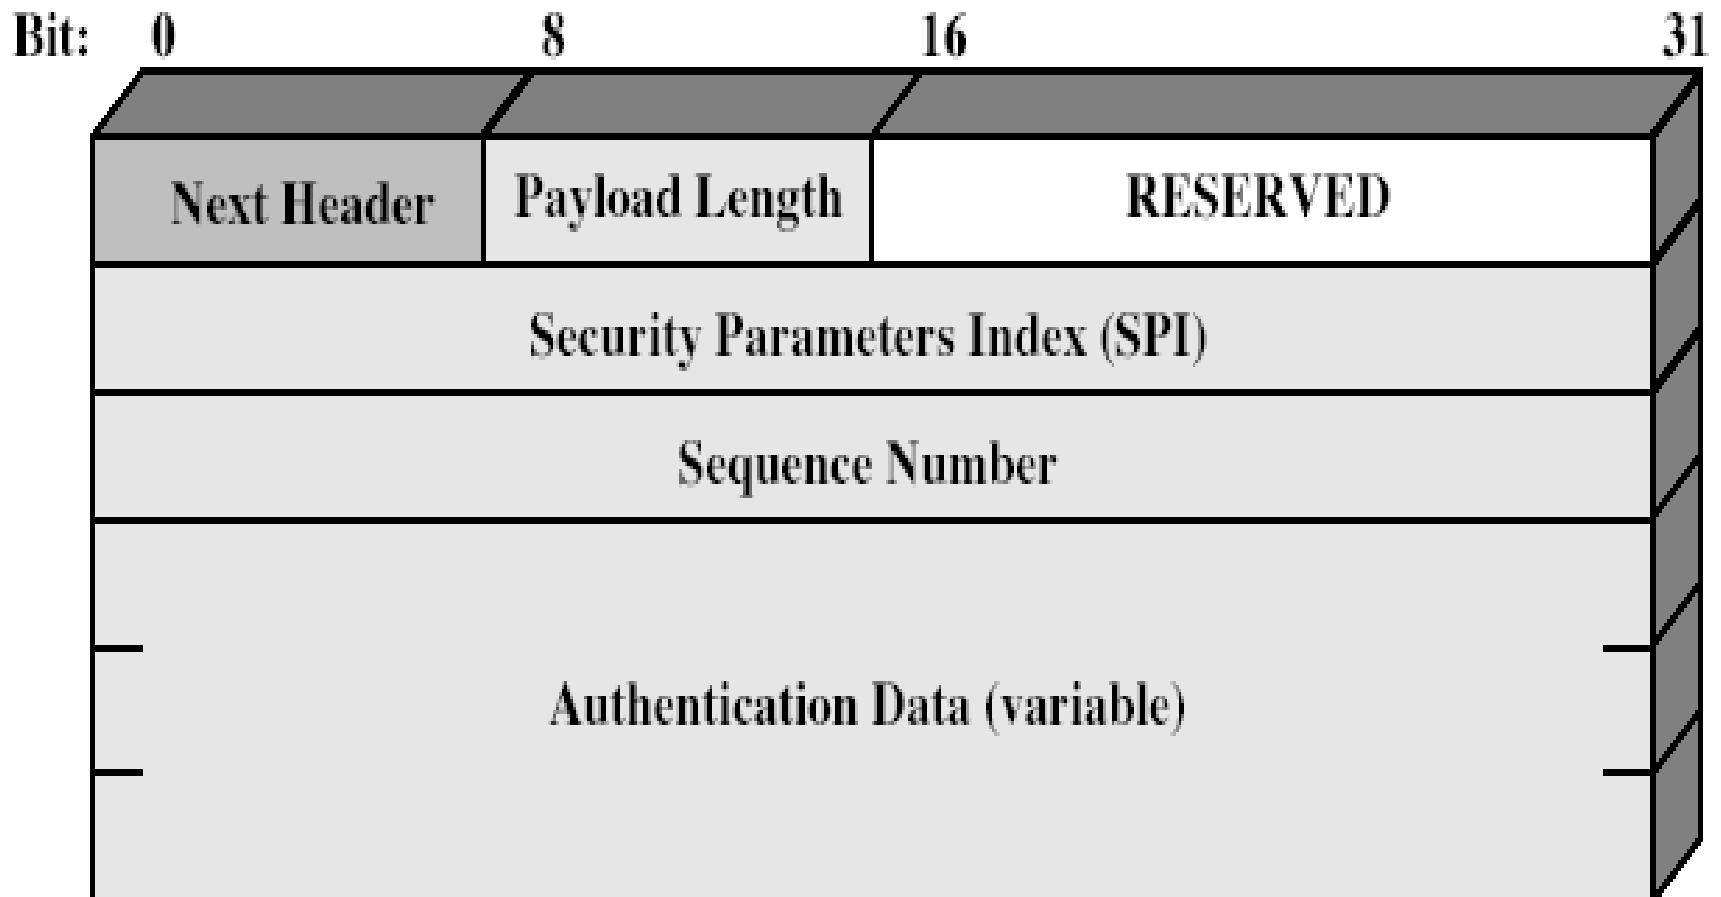 Bit: 0 8 16 31
Next Header Payload Length RESERVED
Security Parameters Index (SPI)
Sequence Number
Authentication Data (variable)